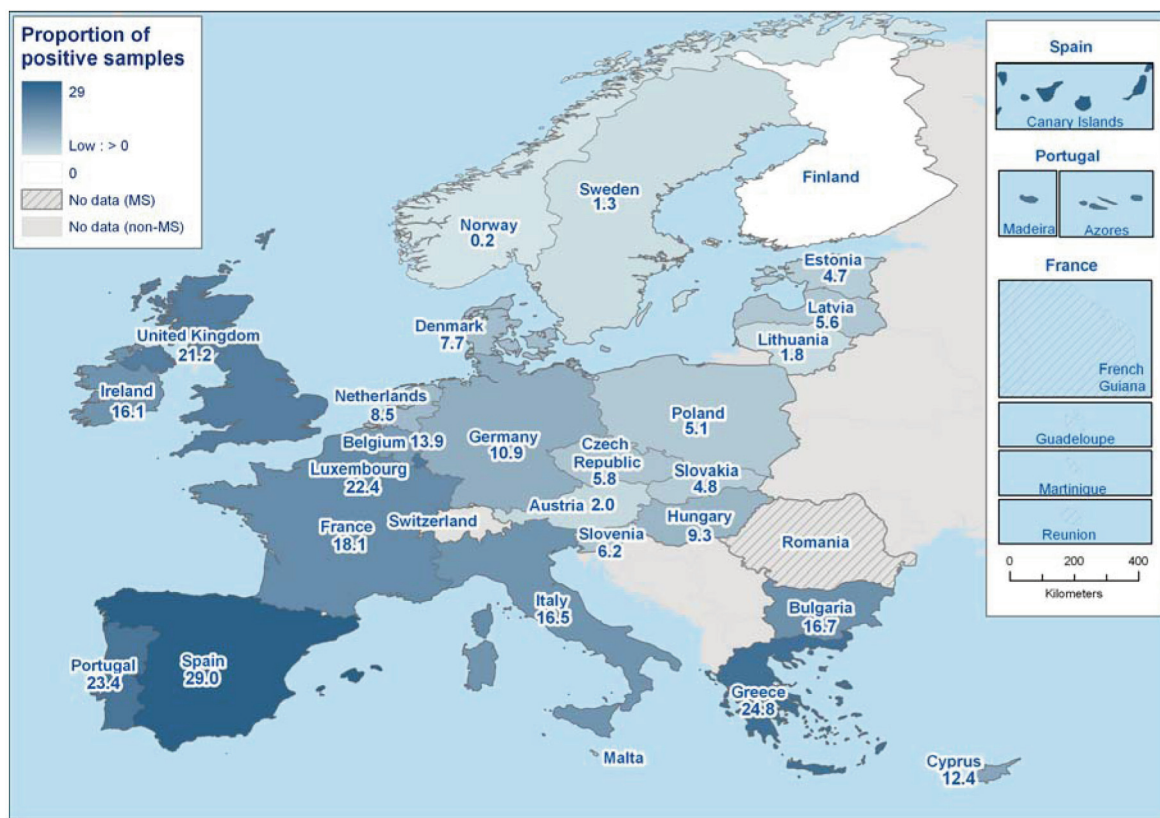 Proportion of
positive samples
29
Low : > 0
0
No data (MS)
No data (non-MS)
Finland
Sweden
1.3
Norway
0.2
Estonia
4.7
Latvia
5.6
Lithuania
1.8
Denmark
7.7
United Kingdom
21.2
Ireland
16.1
Netherlands
8.5
Belgium 13.9
Luxembourg
22.4
Germany
10.9
Poland
5.1
Czech
Republic
5.8
Slovakia
4.8
Austria 2.0
Hungary
9.3
Slovenia
6.2
Switzerland
France
18.1
Romania
Bulgaria
16.7
Italy
16.5
Portugal
23.4
Spain
29.0
Greece
24.8
Malta
Cyprus
12.4
Spain
Canary Islands
Portugal
Madeira
Azores
France
French
Guiana
Guadeloupe
Martinique
Reunion
0 200 400
Kilometers